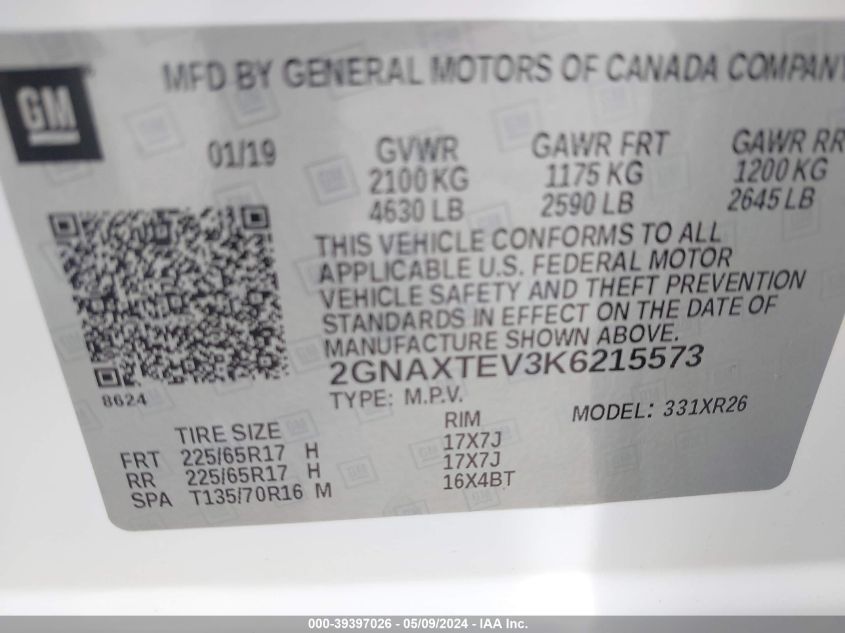 MFD BY GENERAL MOTORS OF CANADA COMPANY
GM
01/19
GVWR GAWR FRT GAWR RR
2100 KG 1175 KG 1200 KG
4630 LB 2590 LB 2645 LB
THIS VEHICLE CONFORMS TO ALL
APPLICABLE U.S. FEDERAL MOTOR
VEHICLE SAFETY AND THEFT PREVENTION
STANDARDS IN EFFECT ON THE DATE OF
MANUFACTURE SHOWN ABOVE.
2GNAXTEV3K6215573
8624
TYPE: M.P.V. MODEL: 331XR26
TIRE SIZE RIM
FRT 225/65R17 H 17X7J
RR 225/65R17 H 17X7J
SPA T135/70R16 M 16X4BT
000-39397026 - 05/09/2024 - IAA Inc.